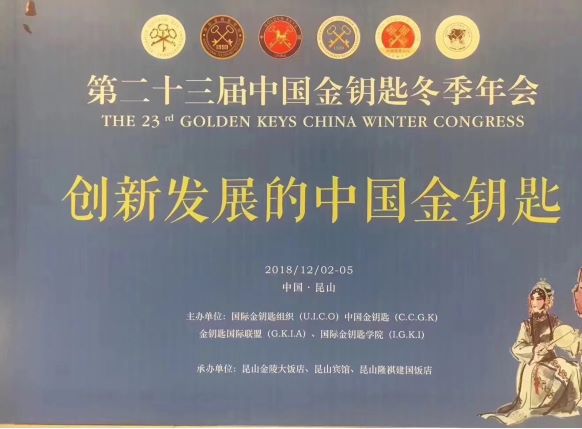 第二十三届中国金钥匙冬季年会
THE 23 rd GOLDEN KEYS CHINA WINTER CONGRESS
创新发展的中国金钥匙
2018/12/02-05
中国·昆山
主办单位：国际金钥匙组织（U.I.C.O）中国金钥匙（C.C.G.K）
金钥匙国际联盟（G.K.I.A）、国际金钥匙学院（I.G.K.I）
承办单位：昆山金陵大饭店、昆山宾馆、昆山隆祺建国饭店